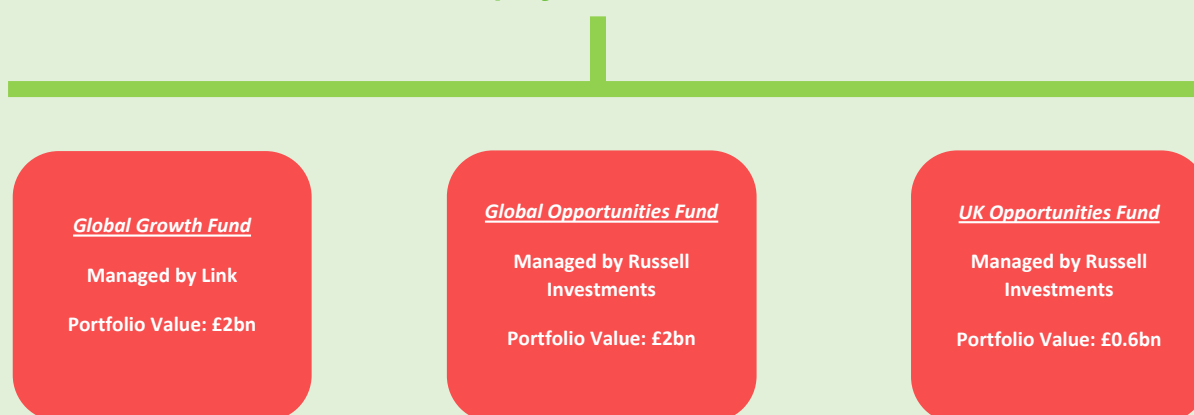 Global Growth Fund
Managed by Link
Portfolio Value: £2bn
Global Opportunities Fund
Managed by Russell
Investments
Portfolio Value: £2bn
UK Opportunities Fund
Managed by Russell
Investments
Portfolio Value: £0.6bn